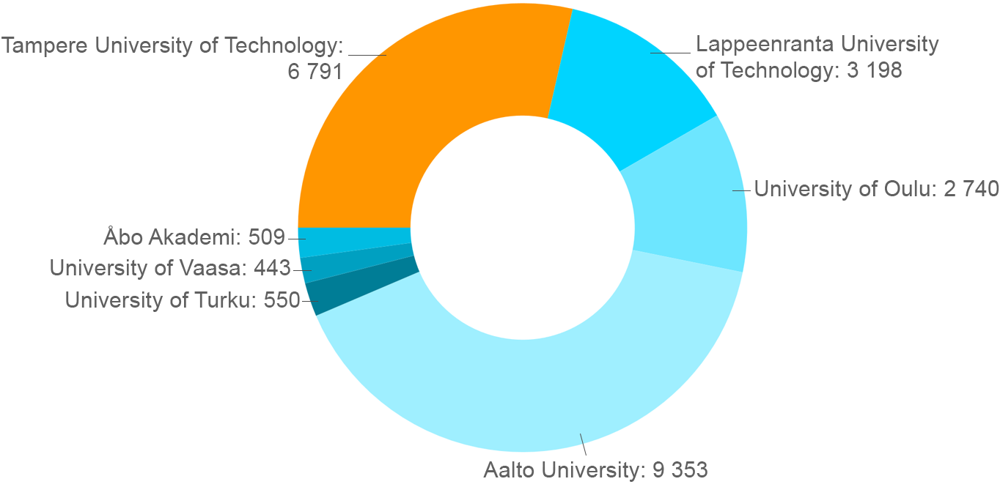 Tampere University of Technology:
6 791
Lappeenranta University
of Technology: 3 198
University of Oulu: 2 740
Åbo Akademi: 509
University of Vaasa: 443
University of Turku: 550
Aalto University: 9 353